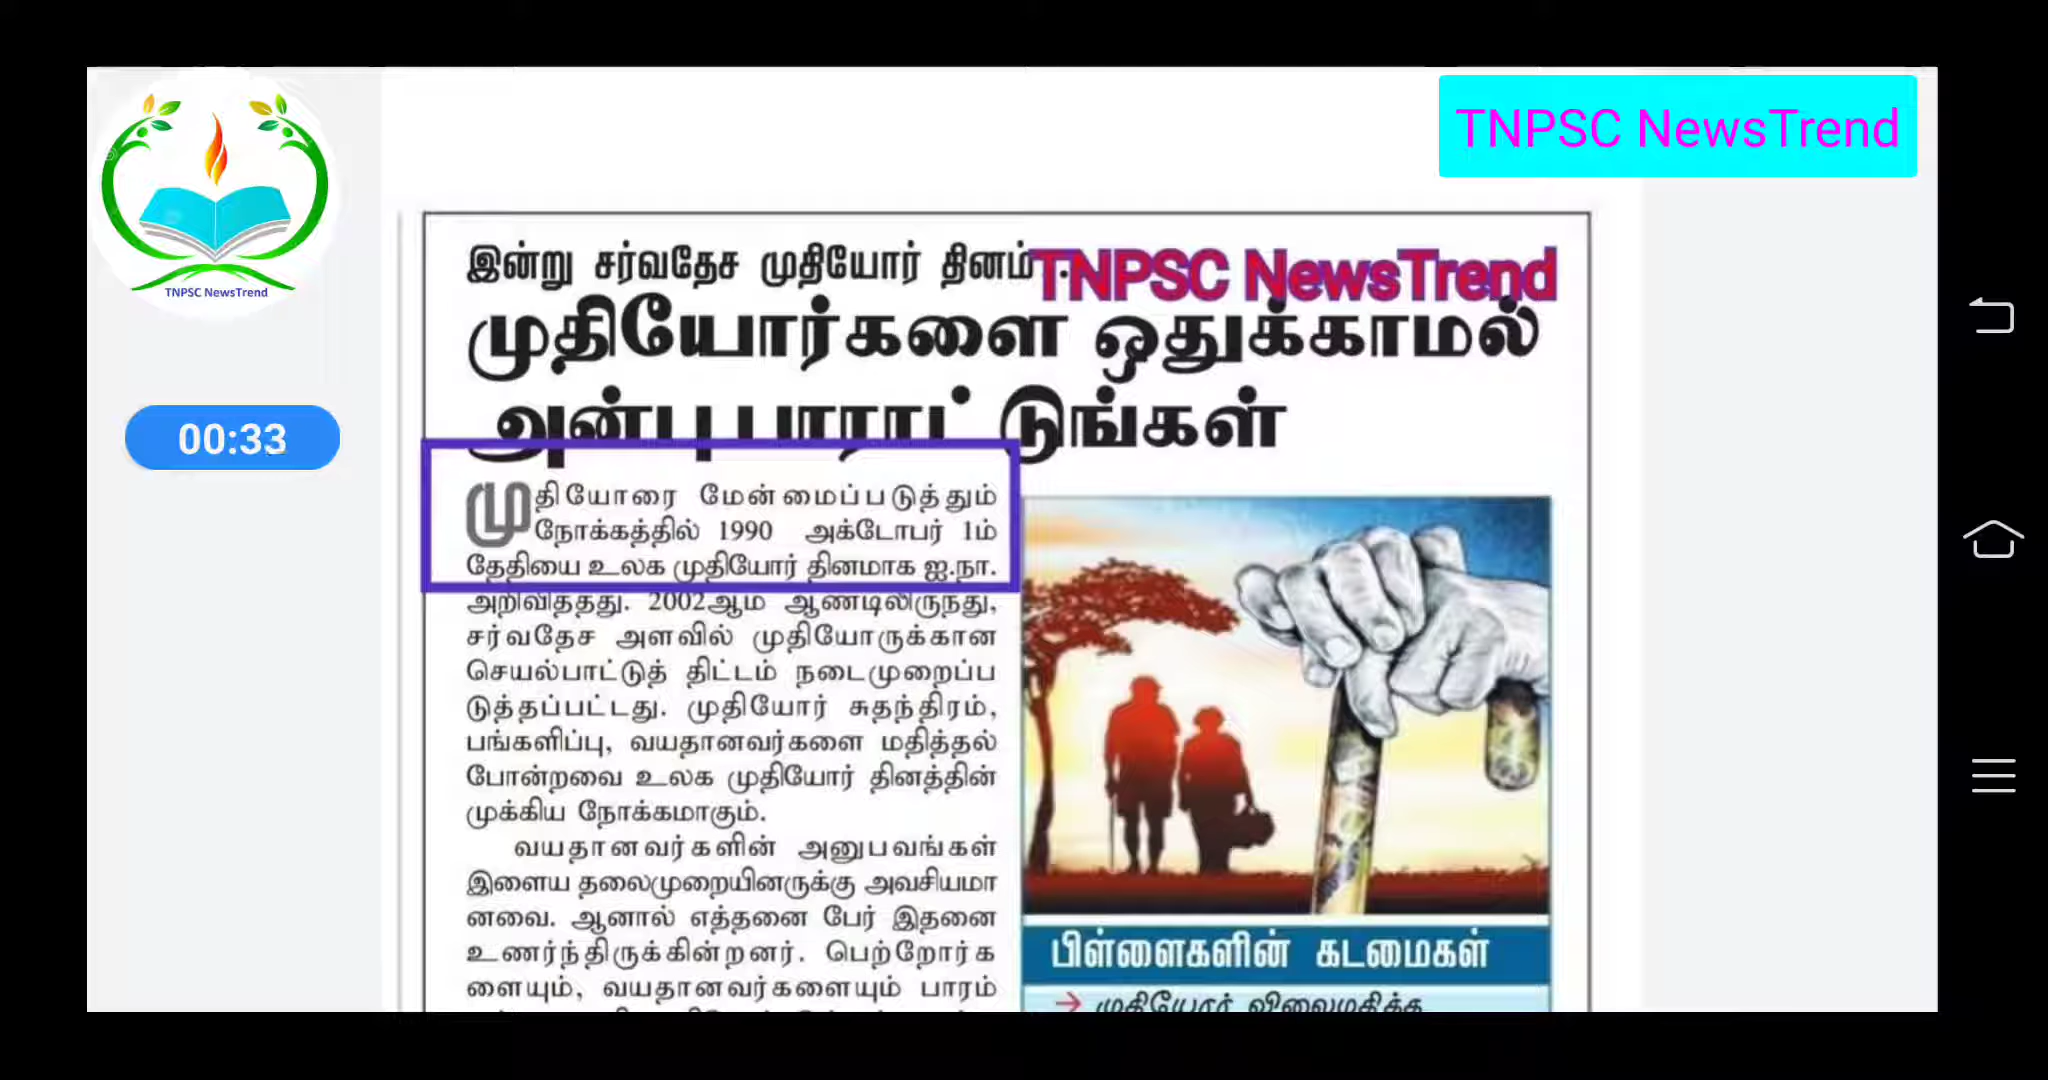 TNPSC NewsTrend
TNPSC NewsTrend
00:33
இன்று சர்வதேச முதியோர் தினம்
TNPSC NewsTrend
முதியோர்களை ஒதுக்காமல்
அன்பு பாராட்டுங்கள்
முதியோரை மேன்மைப்படுத்தும்
நோக்கத்தில் 1990 அக்டோபர் 1ம்
தேதியை உலக முதியோர் தினமாக ஐ.நா.
அறிவித்தது. 2002ஆம் ஆண்டிலிருந்து,
சர்வதேச அளவில் முதியோருக்கான
செயல்பாட்டுத் திட்டம் நடைமுறைப்ப
டுத்தப்பட்டது. முதியோர் சுதந்திரம்,
பங்களிப்பு, வயதானவர்களை மதித்தல்
போன்றவை உலக முதியோர் தினத்தின்
முக்கிய நோக்கமாகும்.
வயதானவர்களின் அனுபவங்கள்
இளைய தலைமுறையினருக்கு அவசியமா
னவை. ஆனால் எத்தனை பேர் இதனை
உணர்ந்திருக்கின்றனர். பெற்றோர்க
ளையும், வயதானவர்களையும் பாரம்
பிள்ளைகளின் கடமைகள்
→ முதியோர் விலைமதிக்க